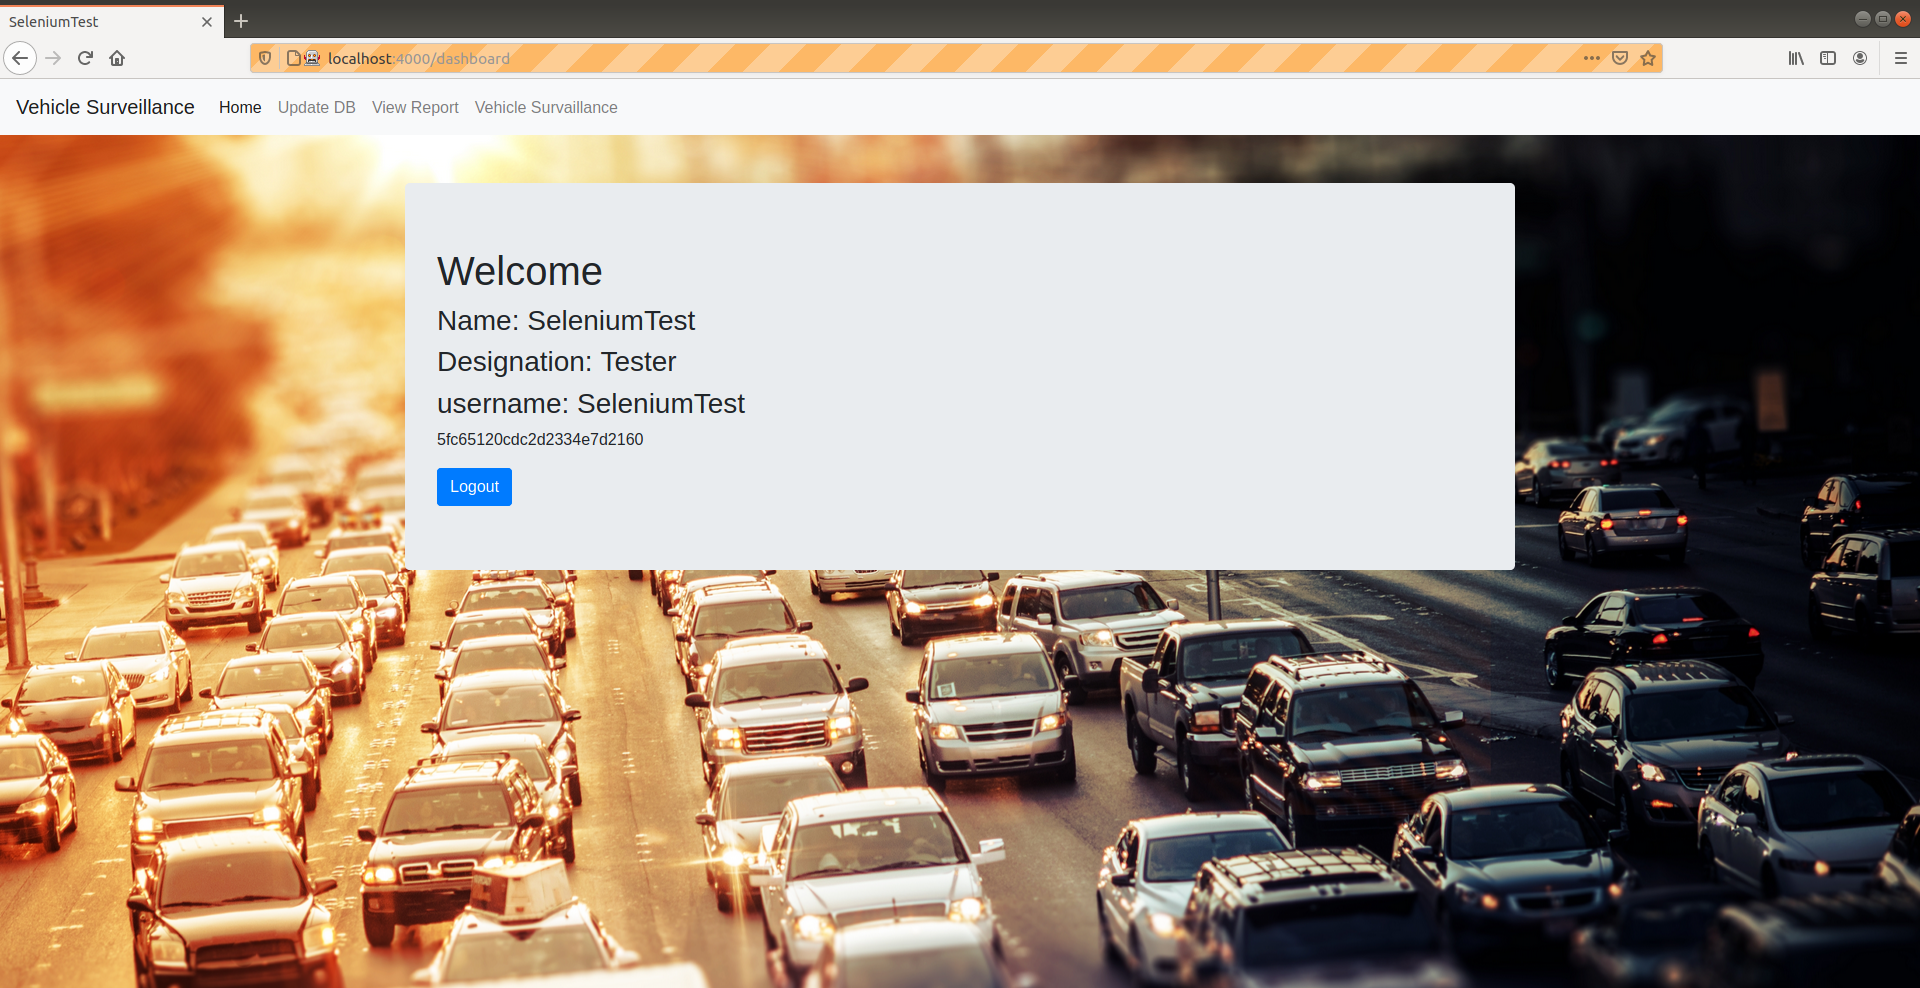 SeleniumTest
localhost:4000/dashboard
Vehicle Surveillance Home Update DB View Report Vehicle Survaillance
Welcome
Name: SeleniumTest
Designation: Tester
username: SeleniumTest
5fc65120cdc2d2334e7d2160
Logout